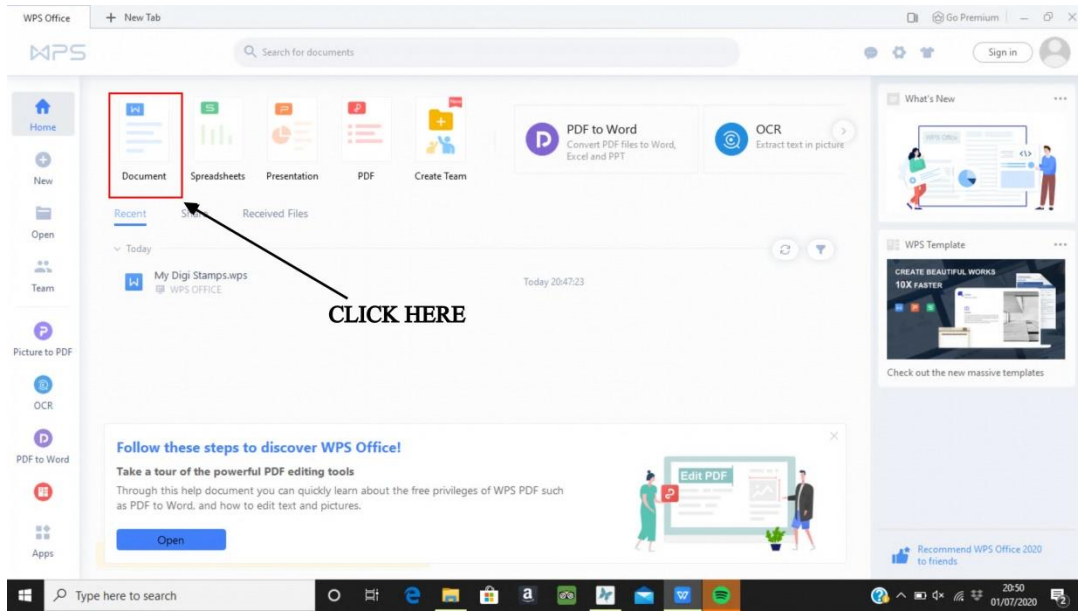 WPS Office
+ New Tab
Go Premium
WPS
Search for documents
Sign in
Home
New
Open
Team
Picture to PDF
OCR
PDF to Word
Apps
W
S
P
New
Document
Spreadsheets
Presentation
PDF
Create Team
PDF to Word
Convert PDF files to Word,
Excel and PPT
OCR
Extract text in picture
Recent
Share
Received Files
Today
My Digi Stamps.wps
WPS OFFICE
Today 20:47:23
CLICK HERE
Follow these steps to discover WPS Office!
Take a tour of the powerful PDF editing tools
Through this help document you can quickly learn about the free privileges of WPS PDF such
as PDF to Word, and how to edit text and pictures.
Open
Edit PDF
What's New
WPS Office
WPS Template
CREATE BEAUTIFUL WORKS
10X FASTER
Check out the new massive templates
Recommend WPS Office 2020
to friends
Type here to search
20:50
01/07/2020